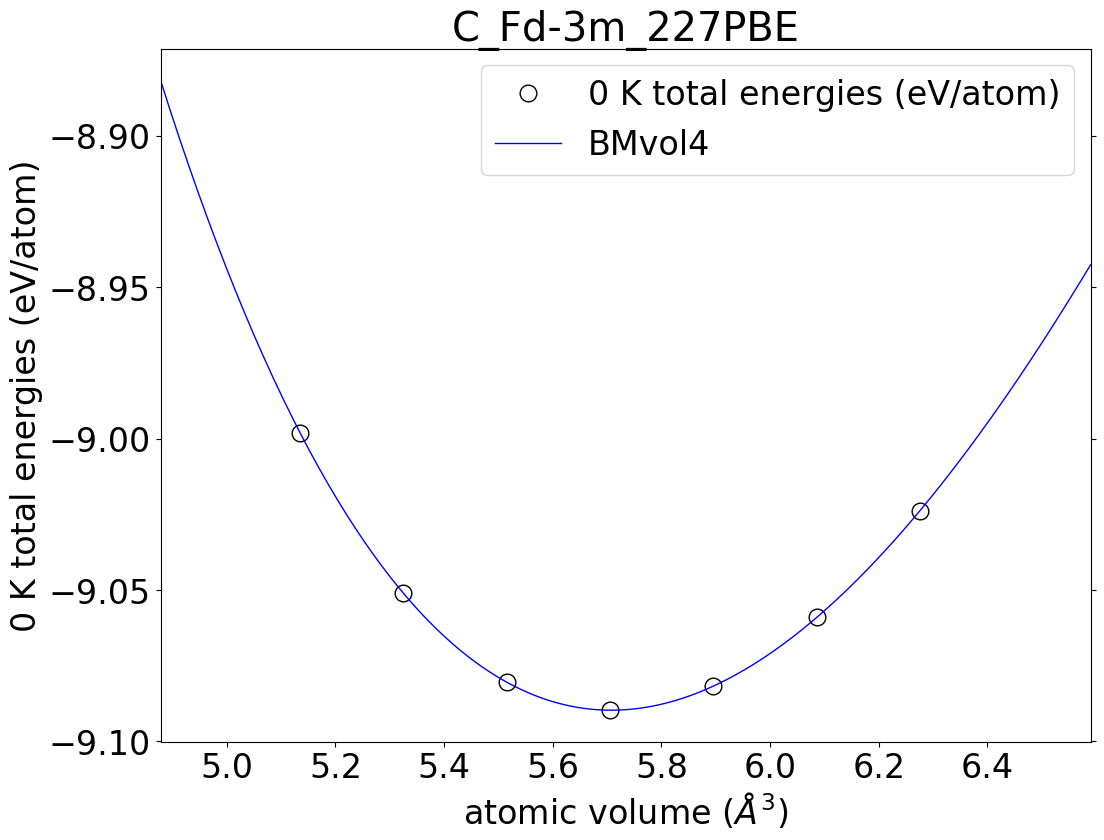 C_Fd-3m_227PBE
0 K total energies (eV/atom)
BMvol4
0 K total energies (eV/atom)
−8.90
−8.95
−9.00
−9.05
−9.10
5.0 5.2 5.4 5.6 5.8 6.0 6.2 6.4
atomic volume (Å³)